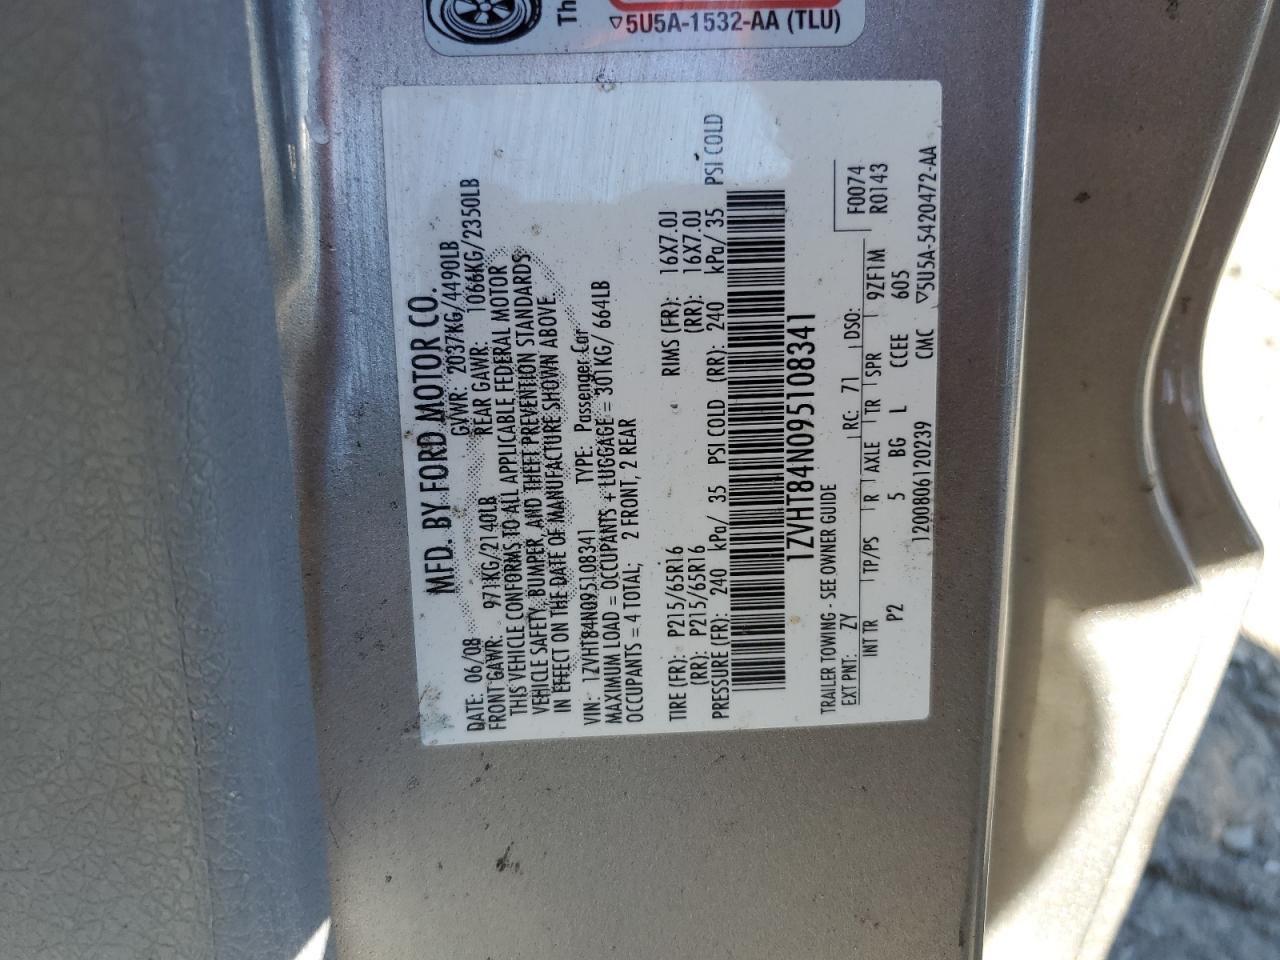 Th
▽5U5A-1532-AA (TLU)
MFD. BY FORD MOTOR CO.
DATE: 06/08 GVWR: 2037KG/4490LB
FRONT GAWR: 971KG/2140LB REAR GAWR: 1066KG/2350LB
THIS VEHICLE CONFORMS TO ALL APPLICABLE FEDERAL MOTOR
VEHICLE SAFETY, BUMPER, AND THEFT PREVENTION STANDARDS
IN EFFECT ON THE DATE OF MANUFACTURE SHOWN ABOVE
VIN: 1ZVHT84N095108341 TYPE: Passenger Car
MAXIMUM LOAD = OCCUPANTS + LUGGAGE = 301KG/ 664LB
OCCUPANTS = 4 TOTAL; 2 FRONT, 2 REAR
TIRE (FR): P215/65R16 RIMS (FR): 16X7.0J
(RR): P215/65R16 (RR): 16X7.0J
PRESSURE (FR): 240 kPa/ 35 PSI COLD (RR): 240 kPa/ 35 PSI COLD
1ZVHT84N095108341
TRAILER TOWING - SEE OWNER GUIDE
EXT PNT: ZY RC: 71 DSO: F0074
INT TR TP/PS R AXLE TR SPR 9ZF1M R0143
P2 5 BG L CCEE 605
1200806120239 CMC ▽5U5A-5420472-AA